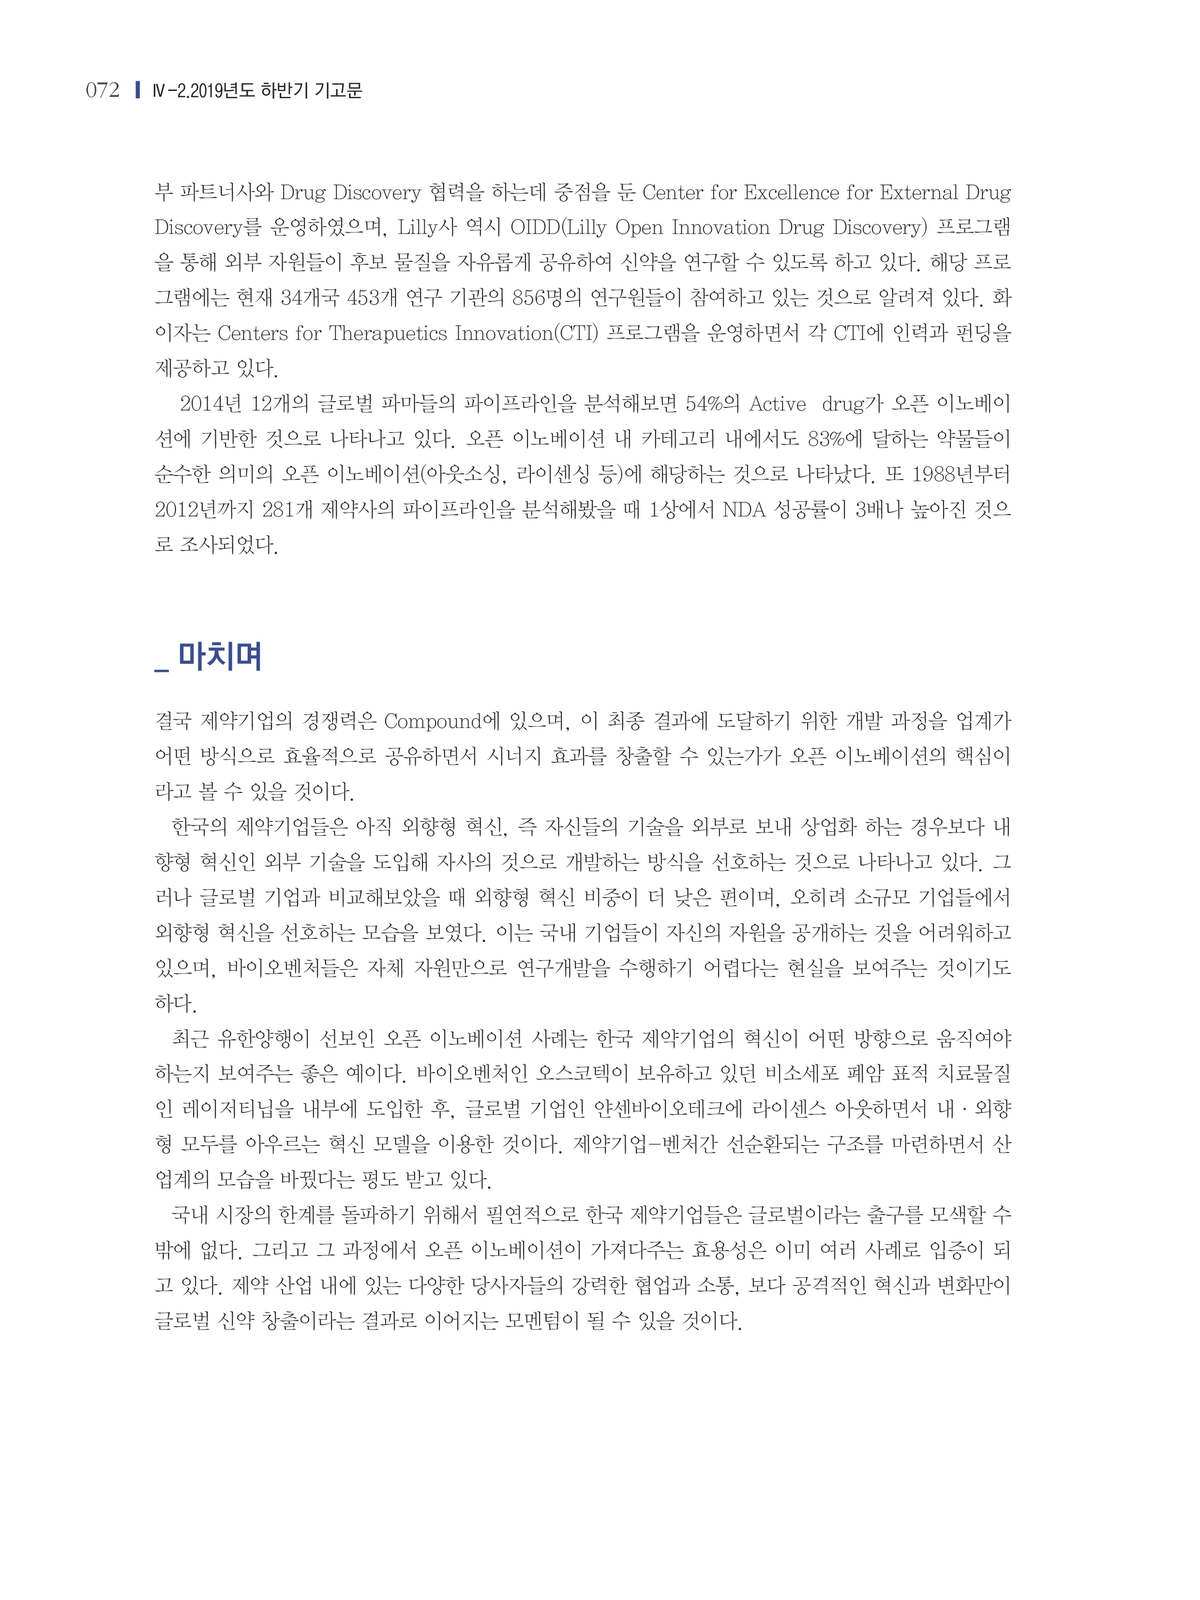 072 Ⅳ-2.2019년도 하반기 기고문
부 파트너사와 Drug Discovery 협력을 하는데 중점을 둔 Center for Excellence for External Drug
Discovery를 운영하였으며, Lilly사 역시 OIDD(Lilly Open Innovation Drug Discovery) 프로그램
을 통해 외부 자원들이 후보 물질을 자유롭게 공유하여 신약을 연구할 수 있도록 하고 있다. 해당 프로
그램에는 현재 34개국 453개 연구 기관의 856명의 연구원들이 참여하고 있는 것으로 알려져 있다. 화
이자는 Centers for Therapuetics Innovation(CTI) 프로그램을 운영하면서 각 CTI에 인력과 펀딩을
제공하고 있다.
2014년 12개의 글로벌 파마들의 파이프라인을 분석해보면 54%의 Active drug가 오픈 이노베이
션에 기반한 것으로 나타나고 있다. 오픈 이노베이션 내 카테고리 내에서도 83%에 달하는 약물들이
순수한 의미의 오픈 이노베이션(아웃소싱, 라이센싱 등)에 해당하는 것으로 나타났다. 또 1988년부터
2012년까지 281개 제약사의 파이프라인을 분석해봤을 때 1상에서 NDA 성공률이 3배나 높아진 것으
로 조사되었다.
_ 마치며
결국 제약기업의 경쟁력은 Compound에 있으며, 이 최종 결과에 도달하기 위한 개발 과정을 업계가
어떤 방식으로 효율적으로 공유하면서 시너지 효과를 창출할 수 있는가가 오픈 이노베이션의 핵심이
라고 볼 수 있을 것이다.
한국의 제약기업들은 아직 외향형 혁신, 즉 자신들의 기술을 외부로 보내 상업화 하는 경우보다 내
향형 혁신인 외부 기술을 도입해 자사의 것으로 개발하는 방식을 선호하는 것으로 나타나고 있다. 그
러나 글로벌 기업과 비교해보았을 때 외향형 혁신 비중이 더 낮은 편이며, 오히려 소규모 기업들에서
외향형 혁신을 선호하는 모습을 보였다. 이는 국내 기업들이 자신의 자원을 공개하는 것을 어려워하고
있으며, 바이오벤처들은 자체 자원만으로 연구개발을 수행하기 어렵다는 현실을 보여주는 것이기도
하다.
최근 유한양행이 선보인 오픈 이노베이션 사례는 한국 제약기업의 혁신이 어떤 방향으로 움직여야
하는지 보여주는 좋은 예이다. 바이오벤처인 오스코텍이 보유하고 있던 비소세포 폐암 표적 치료물질
인 레이저티닙을 내부에 도입한 후, 글로벌 기업인 얀센바이오테크에 라이센스 아웃하면서 내 · 외향
형 모두를 아우르는 혁신 모델을 이용한 것이다. 제약기업-벤처간 선순환되는 구조를 마련하면서 산
업계의 모습을 바꿨다는 평도 받고 있다.
국내 시장의 한계를 돌파하기 위해서 필연적으로 한국 제약기업들은 글로벌이라는 출구를 모색할 수
밖에 없다. 그리고 그 과정에서 오픈 이노베이션이 가져다주는 효용성은 이미 여러 사례로 입증이 되
고 있다. 제약 산업 내에 있는 다양한 당사자들의 강력한 협업과 소통, 보다 공격적인 혁신과 변화만이
글로벌 신약 창출이라는 결과로 이어지는 모멘텀이 될 수 있을 것이다.